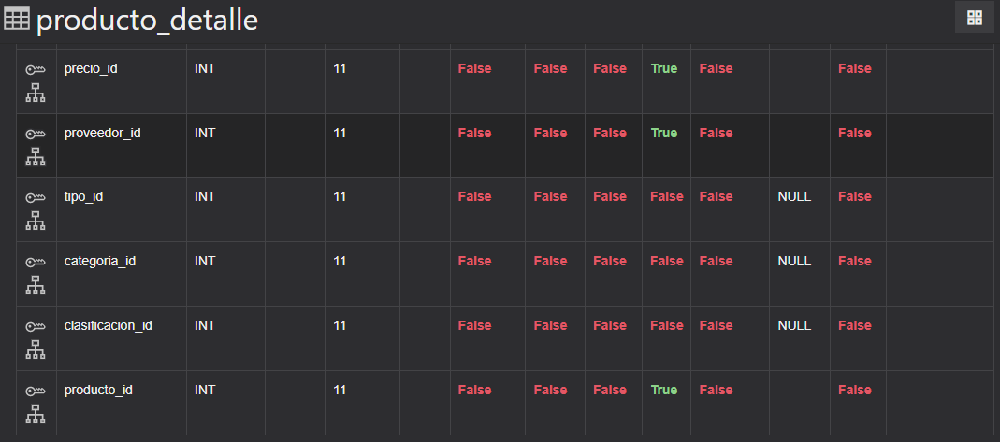 producto_detalle
precio_id INT 11 False False False True False False
proveedor_id INT 11 False False False True False False
tipo_id INT 11 False False False False False NULL False
categoria_id INT 11 False False False False False NULL False
clasificacion_id INT 11 False False False False False NULL False
producto_id INT 11 False False False True False False